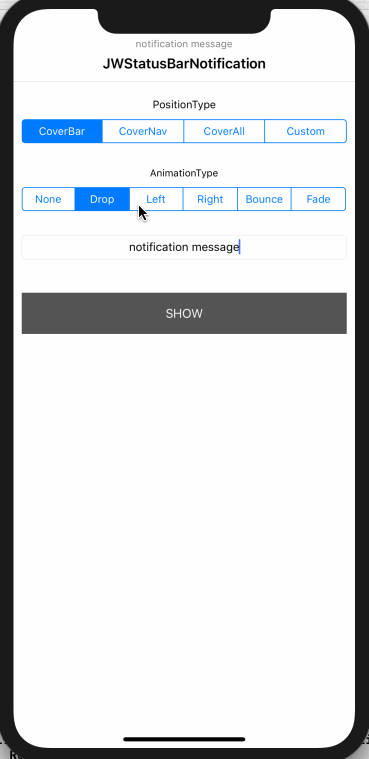 notification message
JWStatusBarNotification
PositionType
CoverBar CoverNav CoverAll Custom
AnimationType
None Drop Left Right Bounce Fade
notification message
SHOW